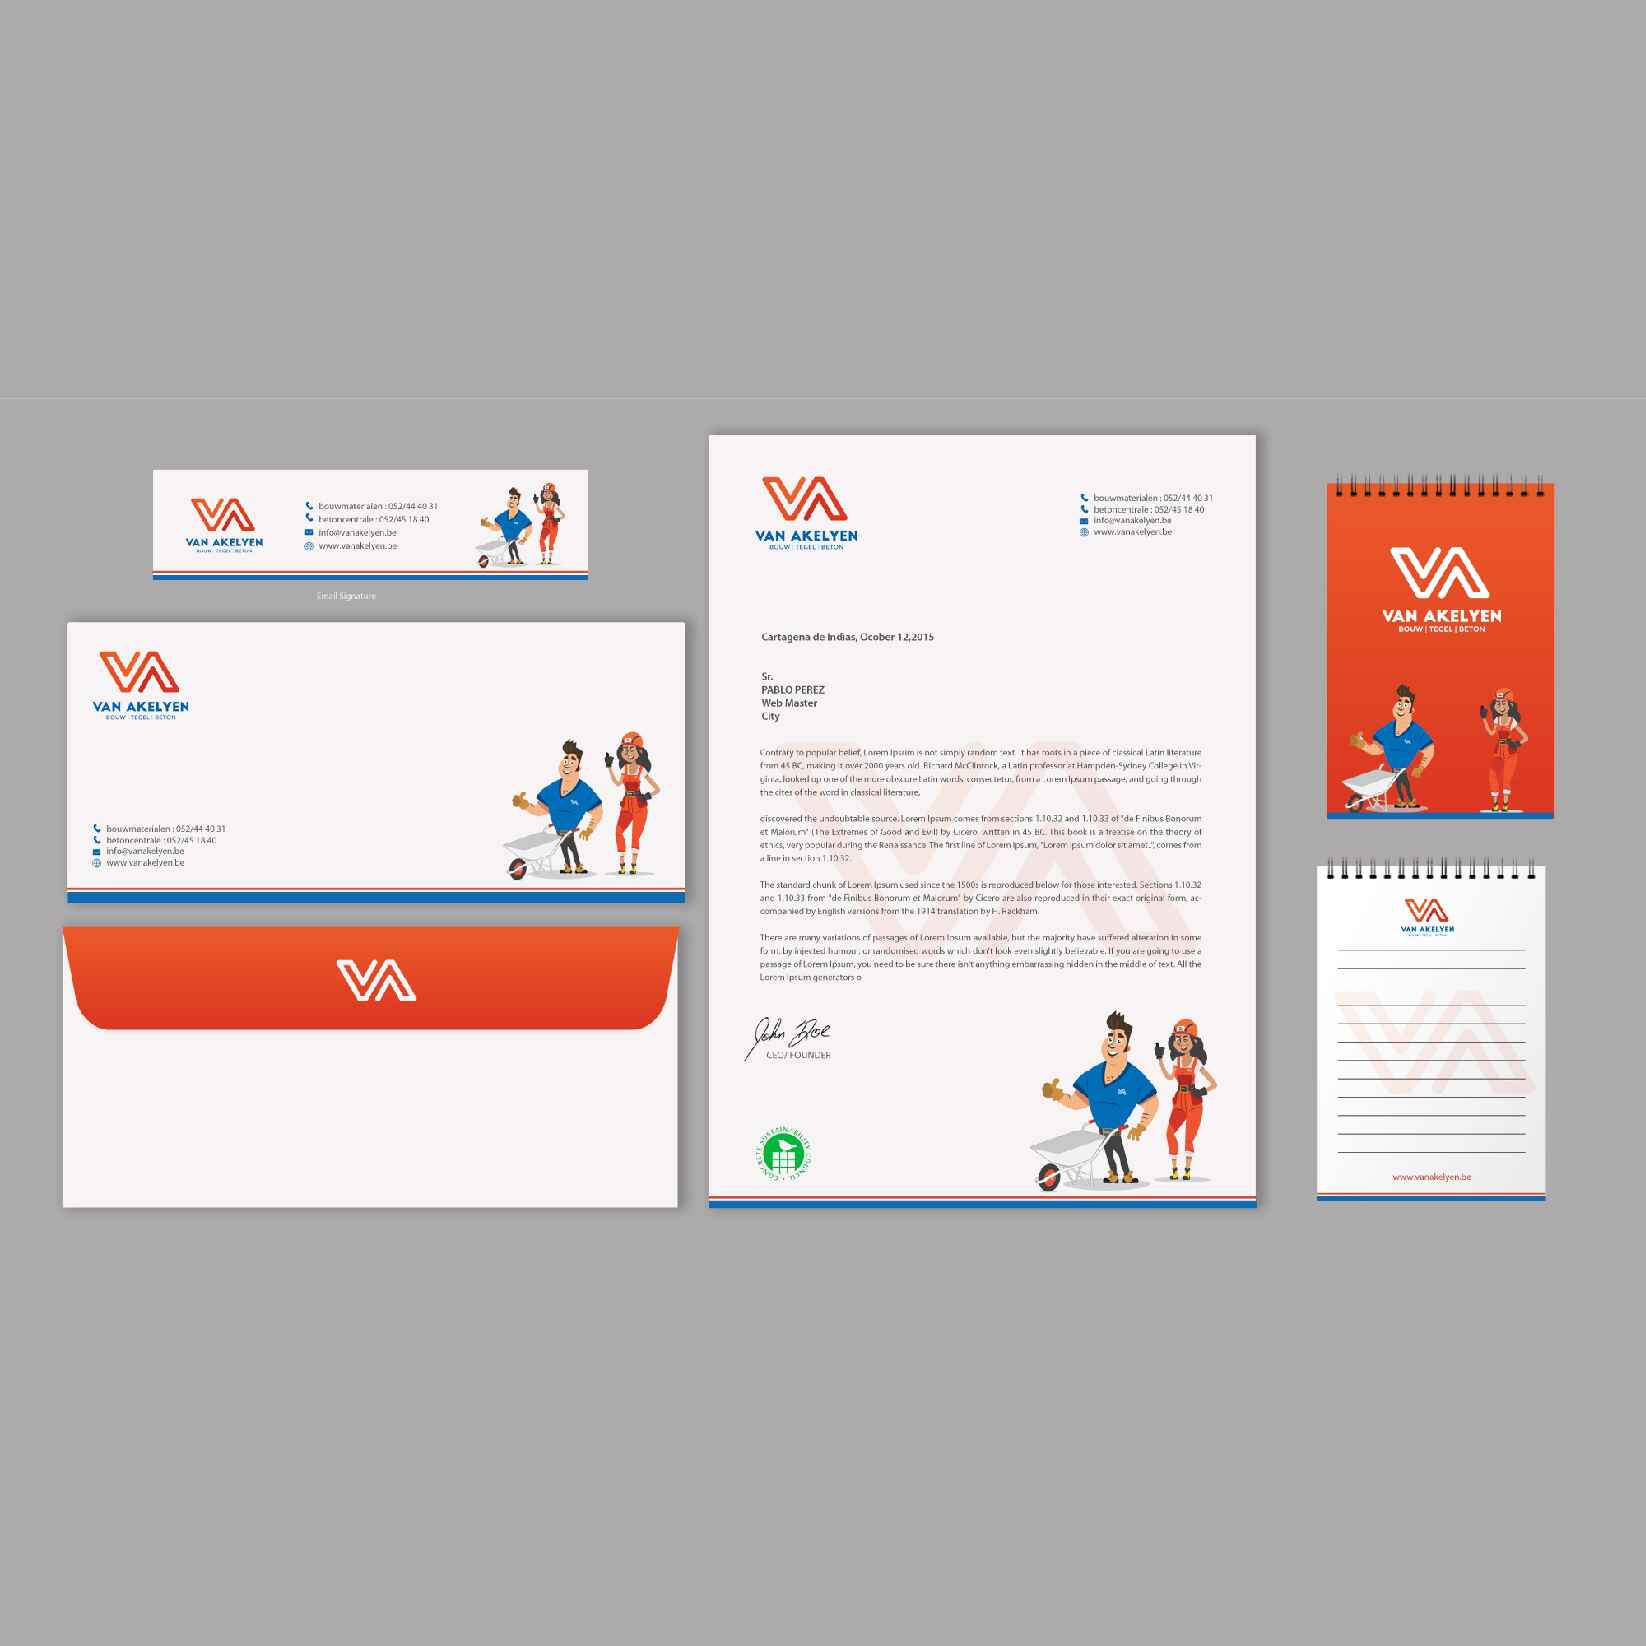 VAN AKELYEN
BOUW | TEGEL | BETON
bouwmaterialen : 052/44 40 31
betoncentrale : 052/45 18 40
info@vanakelyen.be
www.vanakelyen.be
Email Signature
VAN AKELYEN
BOUW | TEGEL | BETON
bouwmaterialen : 052/44 40 31
betoncentrale : 052/45 18 40
info@vanakelyen.be
www.vanakelyen.be
VAN AKELYEN
BOUW | TEGEL | BETON
bouwmaterialen : 052/44 40 31
betoncentrale : 052/45 18 40
info@vanakelyen.be
www.vanakelyen.be
Cartagena de Indias, Ocober 12,2015
Sr.
PABLO PEREZ
Web Master
City
Contrary to popular belief, Lorem Ipsum is not simply random text. It has roots in a piece of classical Latin literature
from 45 BC, making it over 2000 years old. Richard McClintock, a Latin professor at Hampden-Sydney College in Vir-
ginia, looked up one of the more obscure Latin words, consectetur, from a Lorem Ipsum passage, and going through
the cites of the word in classical literature,
discovered the undoubtable source. Lorem Ipsum comes from sections 1.10.32 and 1.10.33 of "de Finibus Bonorum
et Malorum" (The Extremes of Good and Evil) by Cicero, written in 45 BC. This book is a treatise on the theory of
ethics, very popular during the Renaissance. The first line of Lorem Ipsum, "Lorem ipsum dolor sit amet..", comes from
a line in section 1.10.32.
The standard chunk of Lorem Ipsum used since the 1500s is reproduced below for those interested. Sections 1.10.32
and 1.10.33 from "de Finibus Bonorum et Malorum" by Cicero are also reproduced in their exact original form, ac-
companied by English versions from the 1914 translation by H. Rackham.
There are many variations of passages of Lorem Ipsum available, but the majority have suffered alteration in some
form, by injected humour, or randomised words which don't look even slightly believable. If you are going to use a
passage of Lorem Ipsum, you need to be sure there isn't anything embarrassing hidden in the middle of text. All the
Lorem Ipsum generators o
John Doe
CEO/ FOUNDER
CONCRETE SUSTAINABILITY COUNCIL
VAN AKELYEN
BOUW | TEGEL | BETON
VAN AKELYEN
BOUW | TEGEL | BETON
www.vanakelyen.be